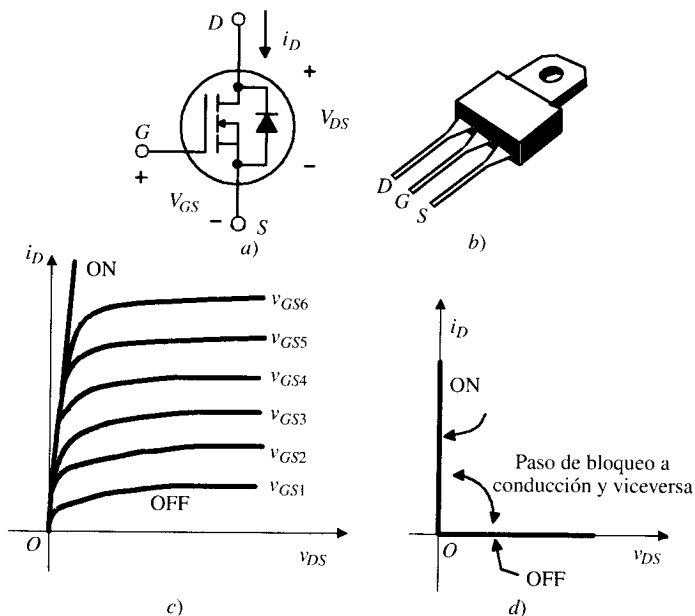 D
i_D
+
G
V_DS
+
V_GS
–
–
S
a)
D
G
S
b)
i_D
ON
v_GS6
v_GS5
v_GS4
v_GS3
v_GS2
OFF
v_GS1
O
v_DS
c)
i_D
ON
Paso de bloqueo a
conducción y viceversa
O
v_DS
OFF
d)